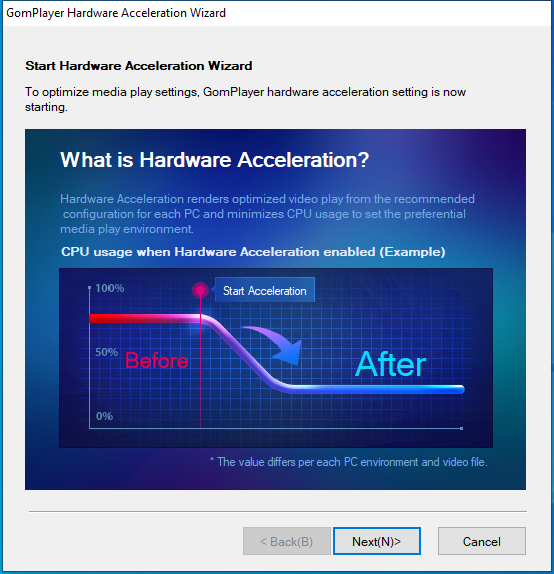 GomPlayer Hardware Acceleration Wizard
Start Hardware Acceleration Wizard
To optimize media play settings, GomPlayer hardware acceleration setting is now
starting.
What is Hardware Acceleration?
Hardware Acceleration renders optimized video play from the recommended
configuration for each PC and minimizes CPU usage to set the preferential
media play environment.
CPU usage when Hardware Acceleration enabled (Example)
100%
Start Acceleration
50%
Before
After
0%
* The value differs per each PC environment and video file.
< Back(B)
Next(N)>
Cancel